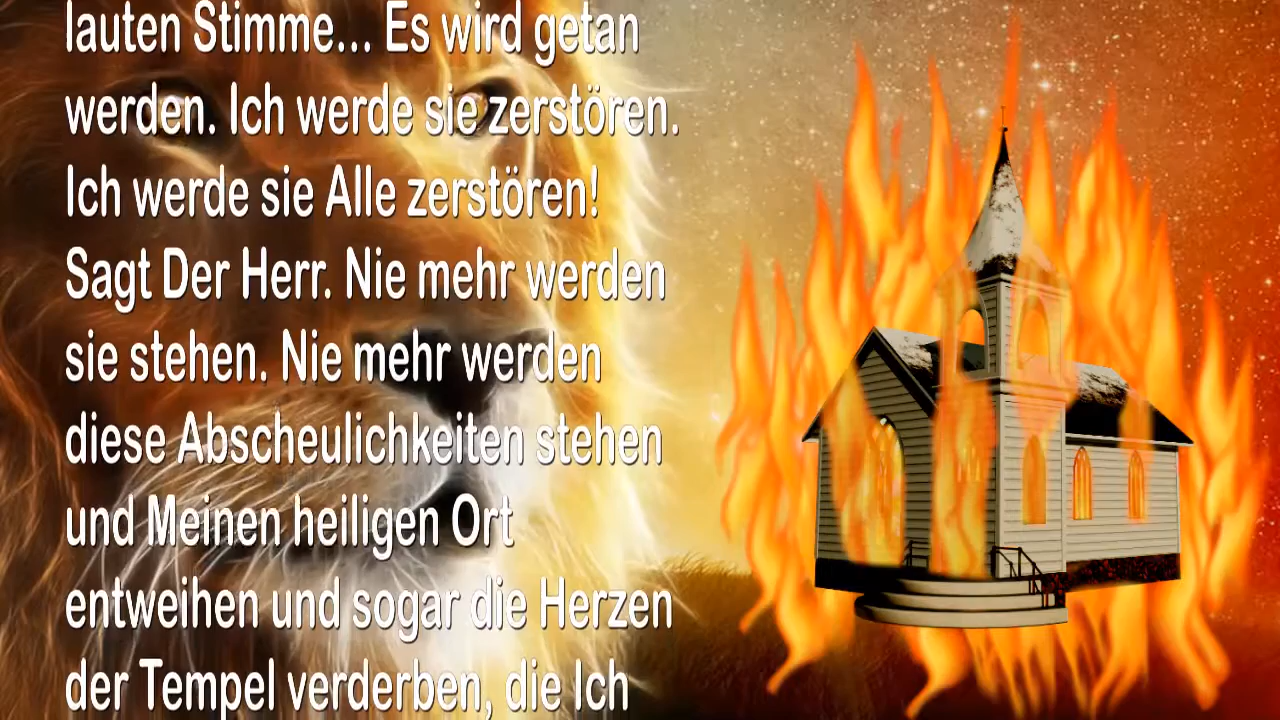 lauten Stimme... Es wird getan
werden. Ich werde sie zerstören.
Ich werde sie Alle zerstören!
Sagt Der Herr. Nie mehr werden
sie stehen. Nie mehr werden
diese Abscheulichkeiten stehen
und Meinen heiligen Ort
entweihen und sogar die Herzen
der Tempel verderben, die Ich